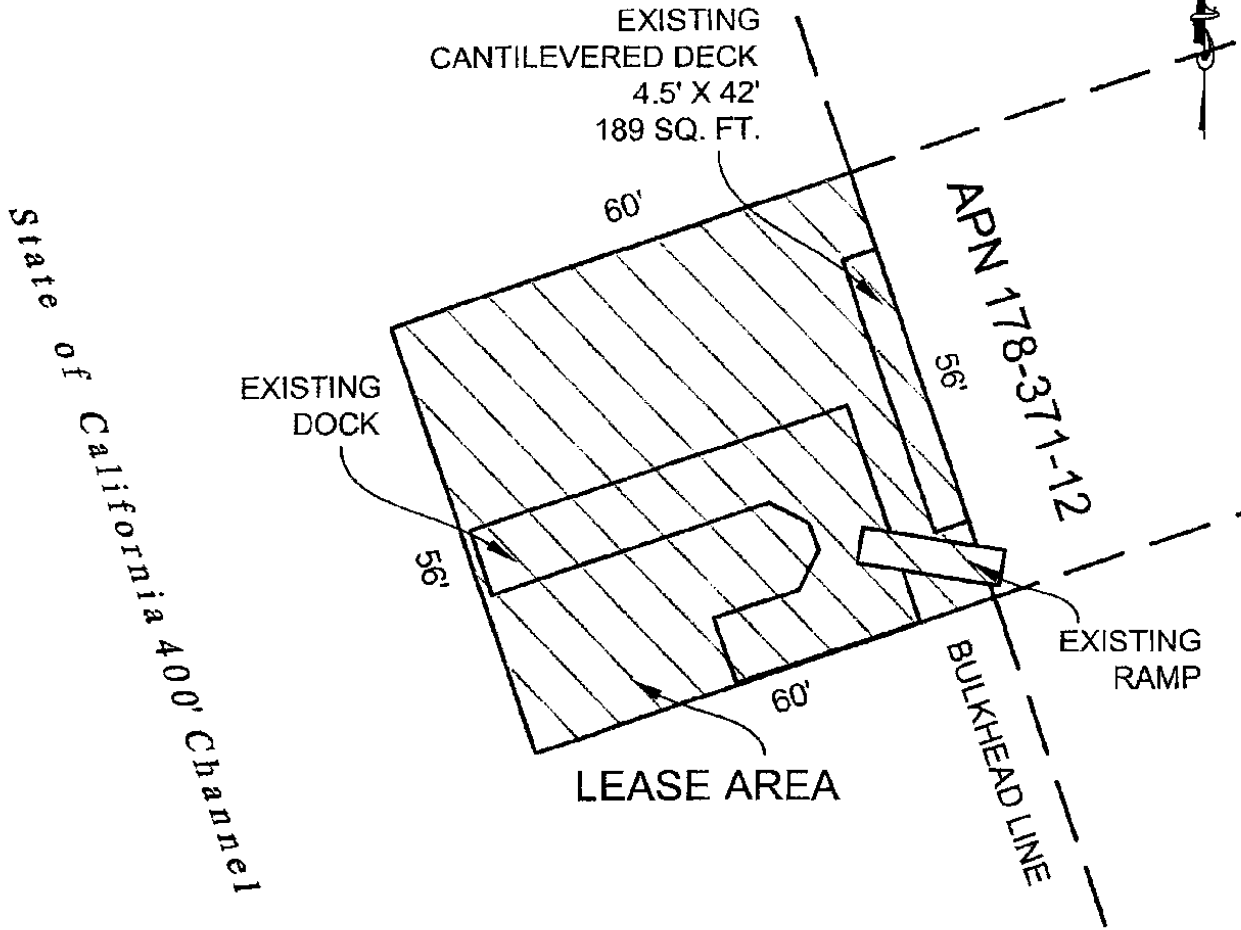 EXISTING
CANTILEVERED DECK
4.5' X 42'
189 SQ. FT.
60'
APN 178-371-12
State of California 400' Channel
EXISTING
DOCK
56'
56'
EXISTING
RAMP
60'
BULKHEAD LINE
LEASE AREA